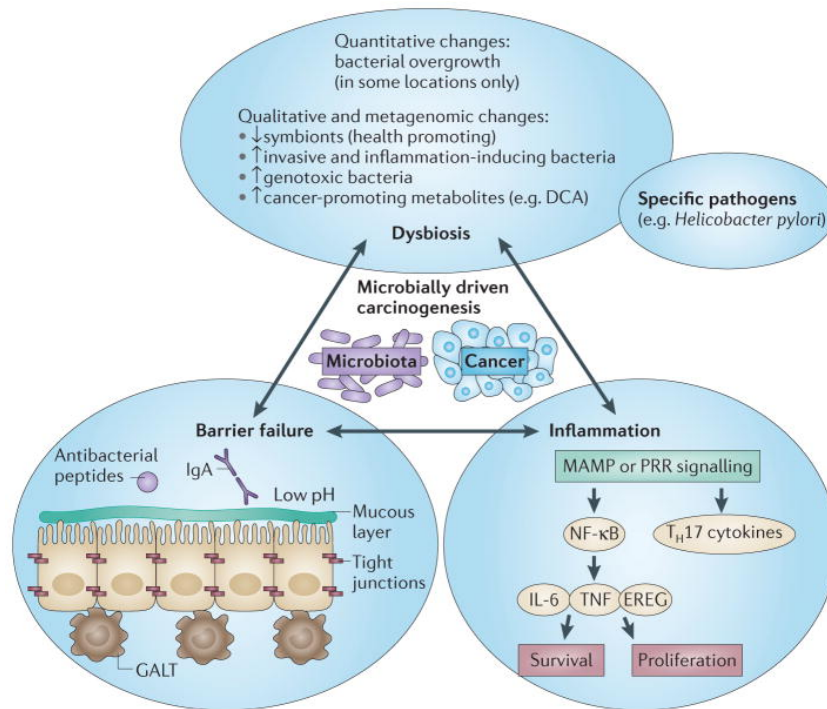 Quantitative changes:
bacterial overgrowth
(in some locations only)
Qualitative and metagenomic changes:
• ↓symbionts (health promoting)
• ↑invasive and inflammation-inducing bacteria
• ↑genotoxic bacteria
• ↑cancer-promoting metabolites (e.g. DCA)
Dysbiosis
Specific pathogens
(e.g. Helicobacter pylori)
Microbially driven
carcinogenesis
Microbiota
Cancer
Barrier failure
Antibacterial
peptides
IgA
Low pH
Mucous
layer
Tight
junctions
GALT
Inflammation
MAMP or PRR signalling
NF-κB
TH17 cytokines
IL-6
TNF
EREG
Survival
Proliferation